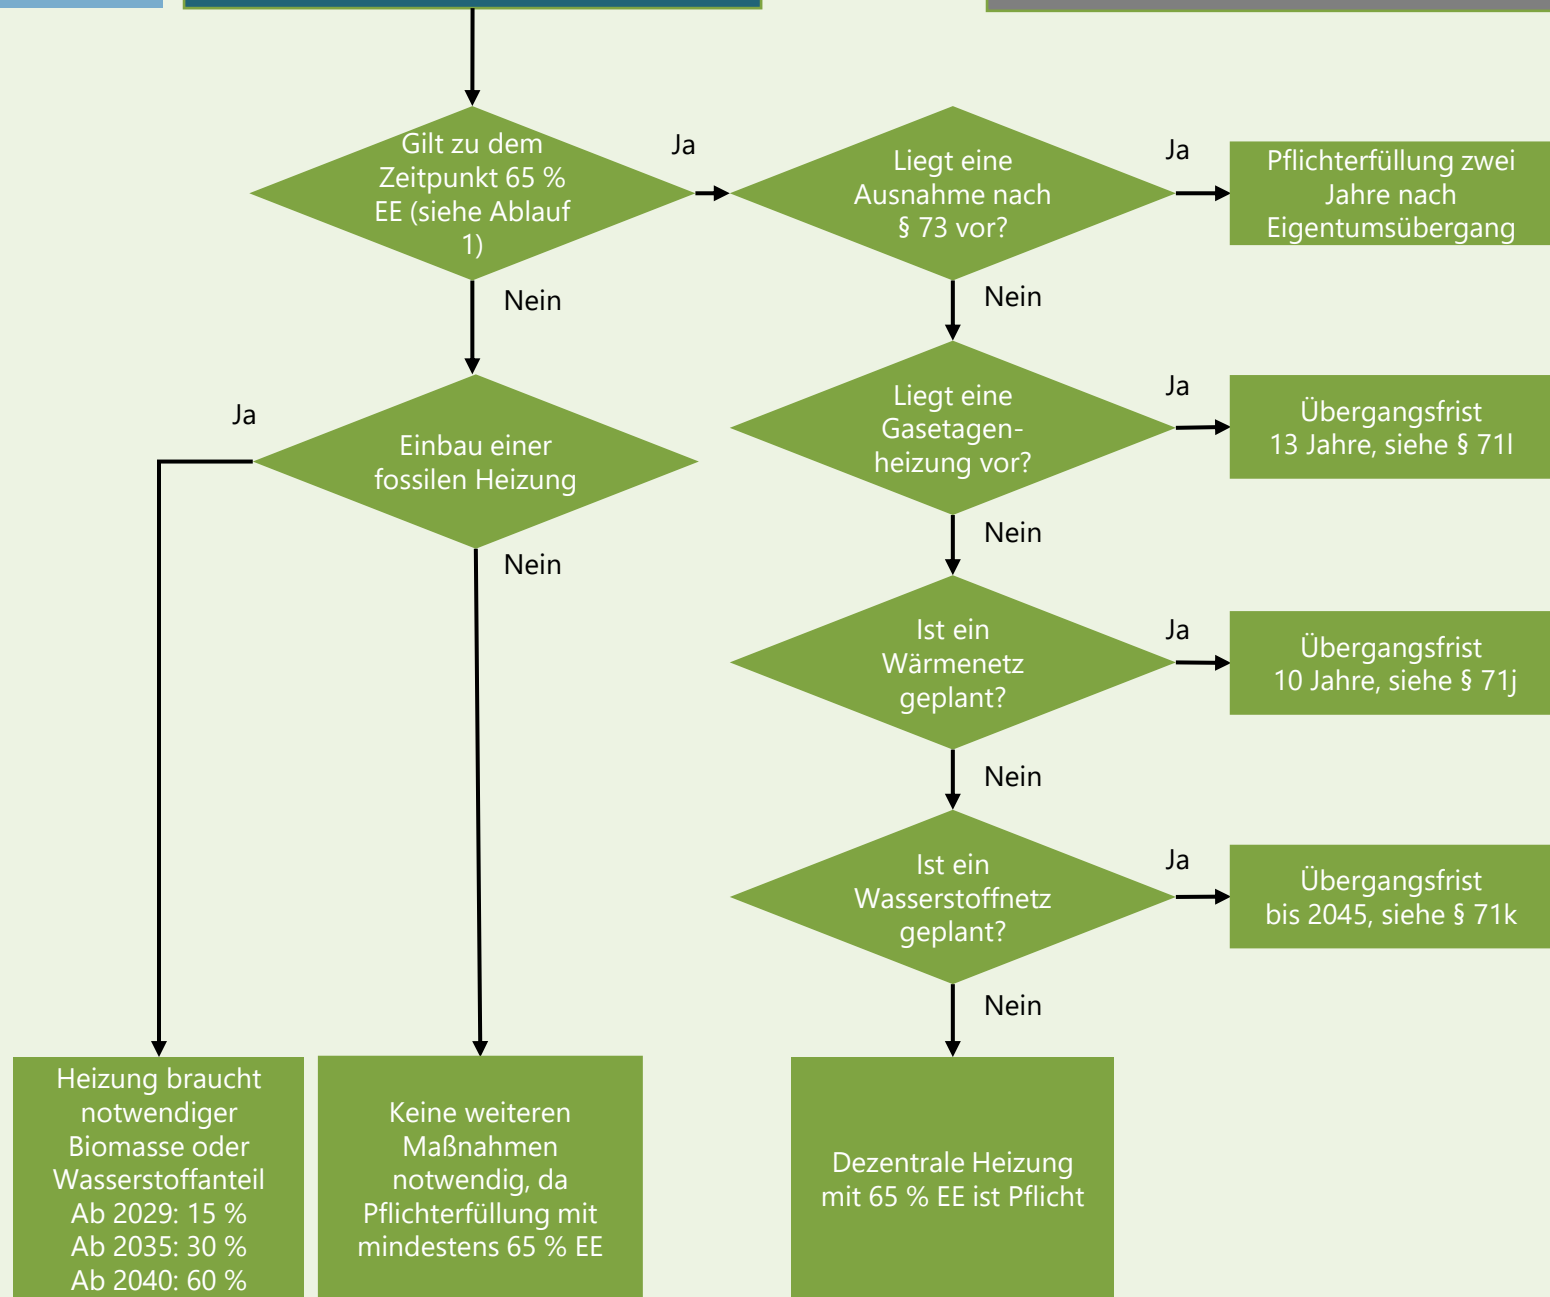 Gilt zu dem
Zeitpunkt 65 %
EE (siehe Ablauf
1)
Ja
Nein
Liegt eine
Ausnahme nach
§ 73 vor?
Ja
Pflichterfüllung zwei
Jahre nach
Eigentumsübergang
Nein
Ja
Einbau einer
fossilen Heizung
Nein
Liegt eine
Gasetagen-
heizung vor?
Ja
Übergangsfrist
13 Jahre, siehe § 71l
Nein
Ist ein
Wärmenetz
geplant?
Ja
Übergangsfrist
10 Jahre, siehe § 71j
Nein
Ist ein
Wasserstoffnetz
geplant?
Ja
Übergangsfrist
bis 2045, siehe § 71k
Nein
Heizung braucht
notwendiger
Biomasse oder
Wasserstoffanteil
Ab 2029: 15 %
Ab 2035: 30 %
Ab 2040: 60 %
Keine weiteren
Maßnahmen
notwendig, da
Pflichterfüllung mit
mindestens 65 % EE
Dezentrale Heizung
mit 65 % EE ist Pflicht